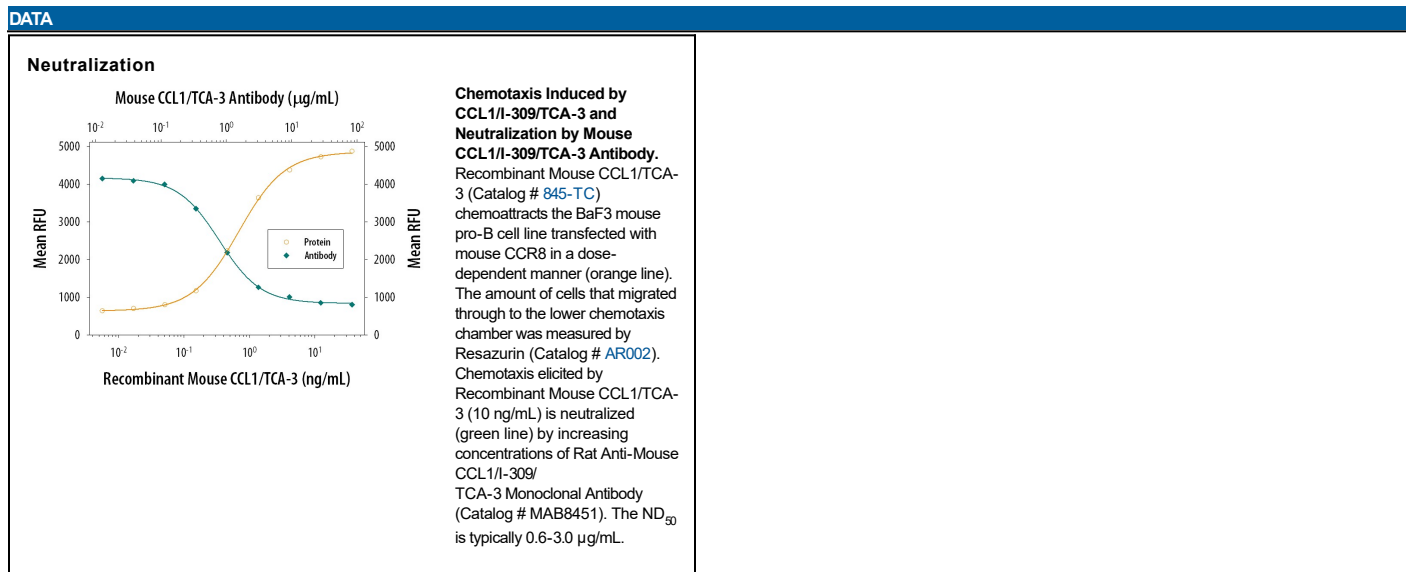 DATA
Neutralization
Mouse CCL1/TCA-3 Antibody (µg/mL)
10-2 10-1 100 101 102
5000 5000
4000 4000
3000 3000
2000 2000
1000 1000
0 0
Mean RFU
Mean RFU
Protein
Antibody
10-2 10-1 100 101
Recombinant Mouse CCL1/TCA-3 (ng/mL)
Chemotaxis Induced by
CCL1/I-309/TCA-3 and
Neutralization by Mouse
CCL1/I-309/TCA-3 Antibody.
Recombinant Mouse CCL1/TCA-
3 (Catalog # 845-TC)
chemoattracts the BaF3 mouse
pro-B cell line transfected with
mouse CCR8 in a dose-
dependent manner (orange line).
The amount of cells that migrated
through to the lower chemotaxis
chamber was measured by
Resazurin (Catalog # AR002).
Chemotaxis elicited by
Recombinant Mouse CCL1/TCA-
3 (10 ng/mL) is neutralized
(green line) by increasing
concentrations of Rat Anti-Mouse
CCL1/I-309/
TCA-3 Monoclonal Antibody
(Catalog # MAB8451). The ND50
is typically 0.6-3.0 µg/mL.